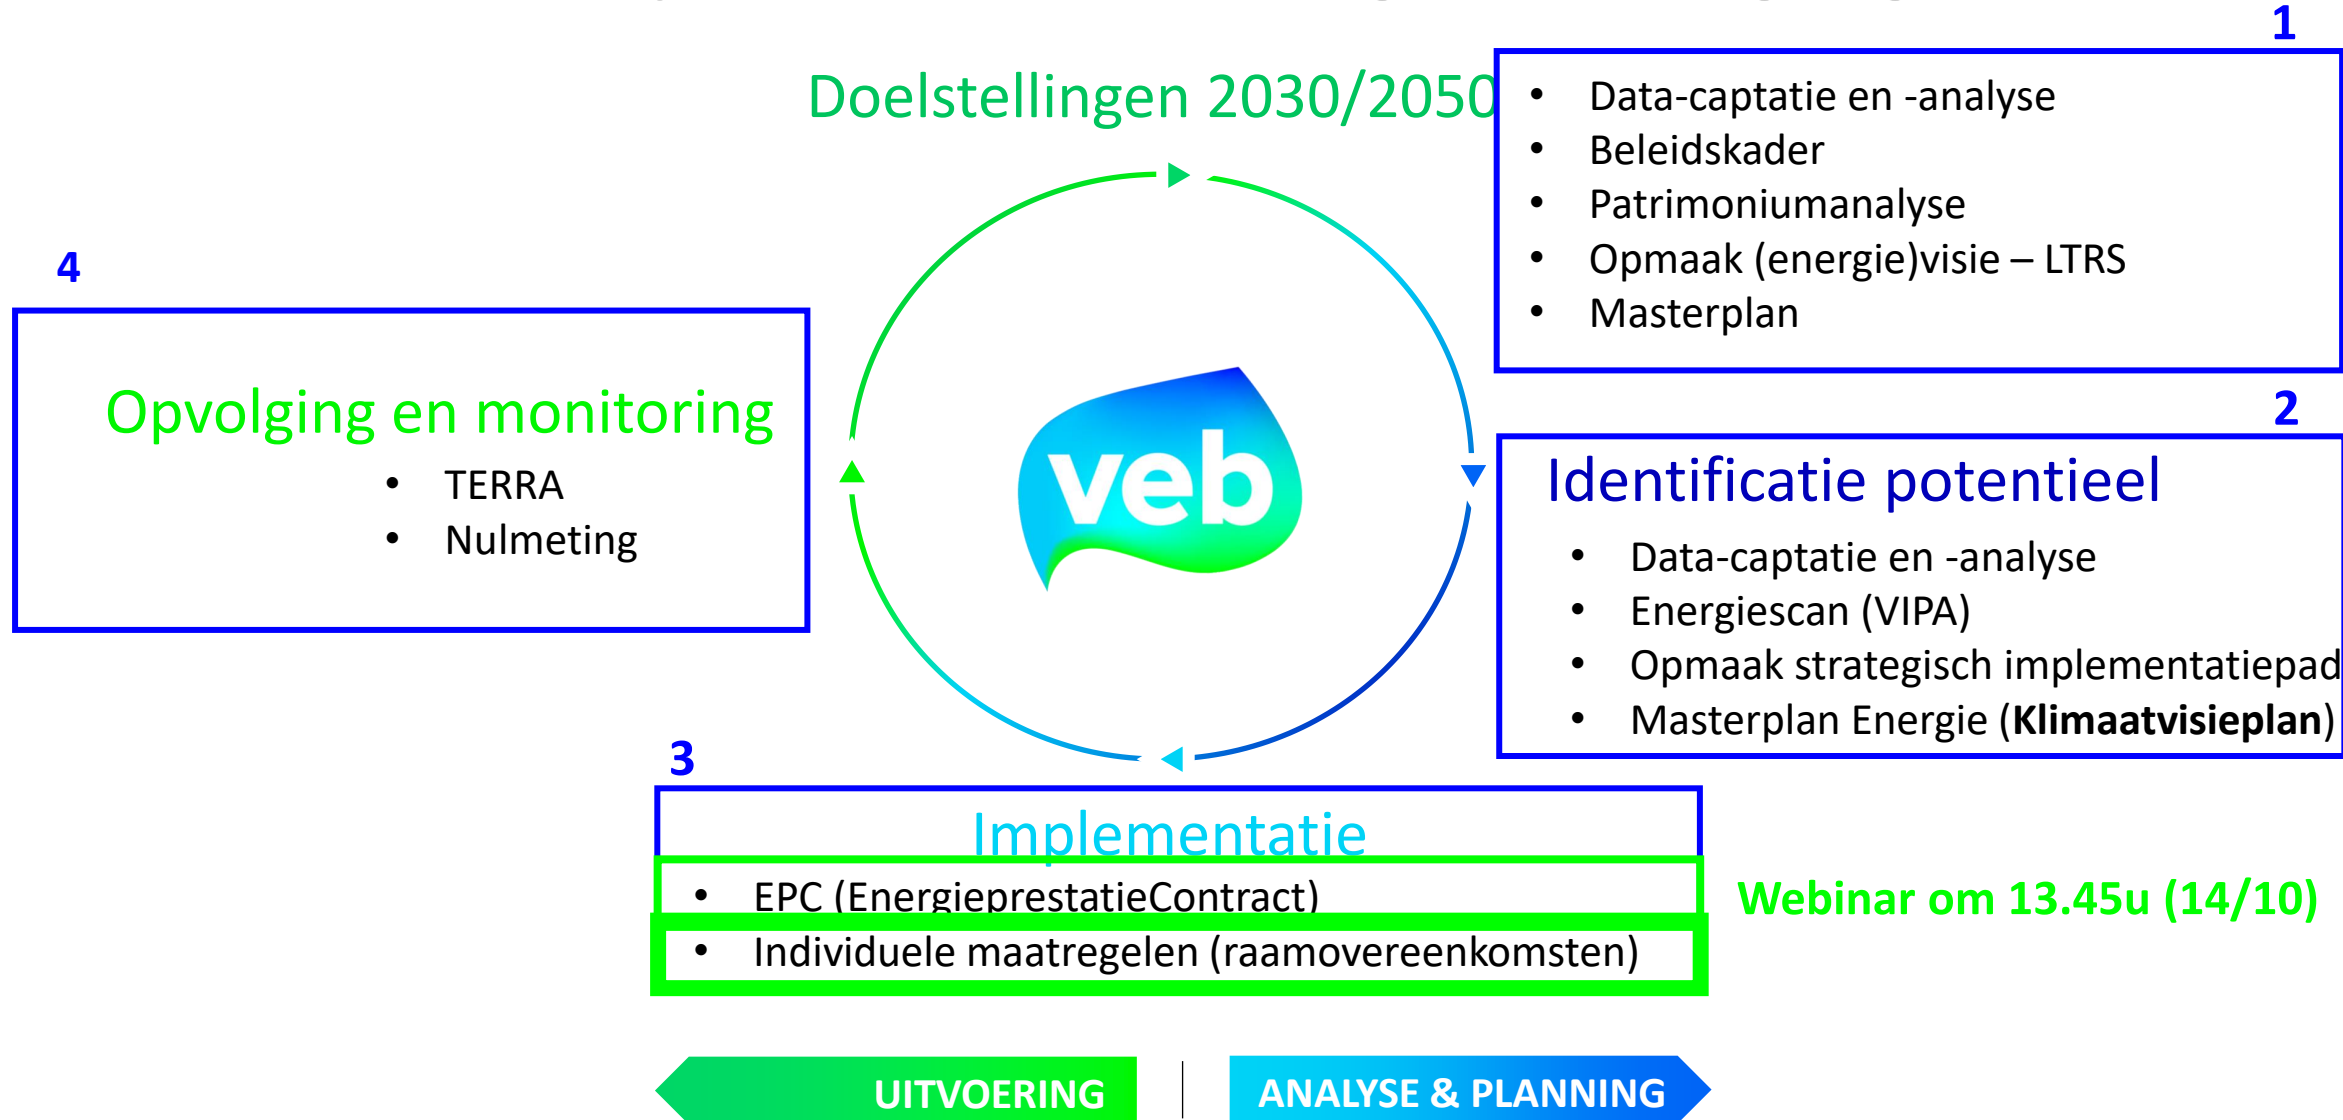 1
Doelstellingen 2030/2050
• Data-captatie en -analyse
• Beleidskader
• Patrimoniumanalyse
• Opmaak (energie)visie – LTRS
• Masterplan
4
Opvolging en monitoring
• TERRA
• Nulmeting
veb
2
Identificatie potentieel
• Data-captatie en -analyse
• Energiescan (VIPA)
• Opmaak strategisch implementatiepad
• Masterplan Energie (Klimaatvisieplan)
3
Implementatie
• EPC (EnergieprestatieContract)
• Individuele maatregelen (raamovereenkomsten)
Webinar om 13.45u (14/10)
UITVOERING
ANALYSE & PLANNING